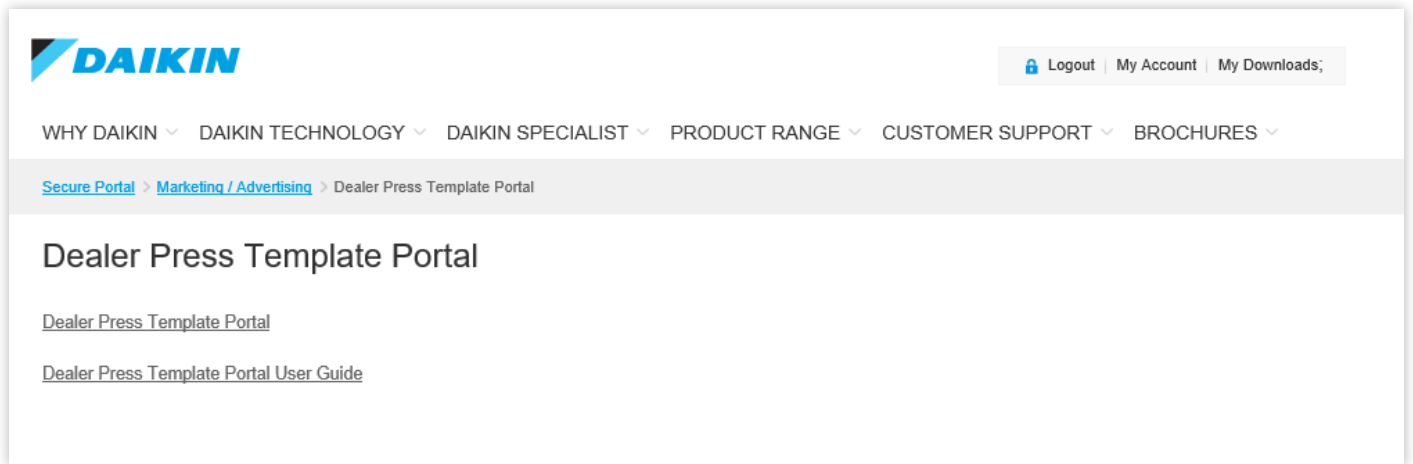 DAIKIN
Logout | My Account | My Downloads;
WHY DAIKIN DAIKIN TECHNOLOGY DAIKIN SPECIALIST PRODUCT RANGE CUSTOMER SUPPORT BROCHURES
Secure Portal > Marketing / Advertising > Dealer Press Template Portal
Dealer Press Template Portal
Dealer Press Template Portal
Dealer Press Template Portal User Guide